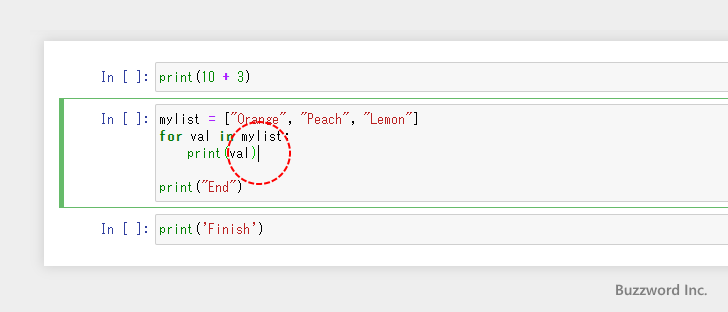 In [ ]: print(10 + 3)
In [ ]: mylist = ["Orange", "Peach", "Lemon"]
for val in mylist:
    print(val)
print("End")
In [ ]: print('Finish')
Buzzword Inc.